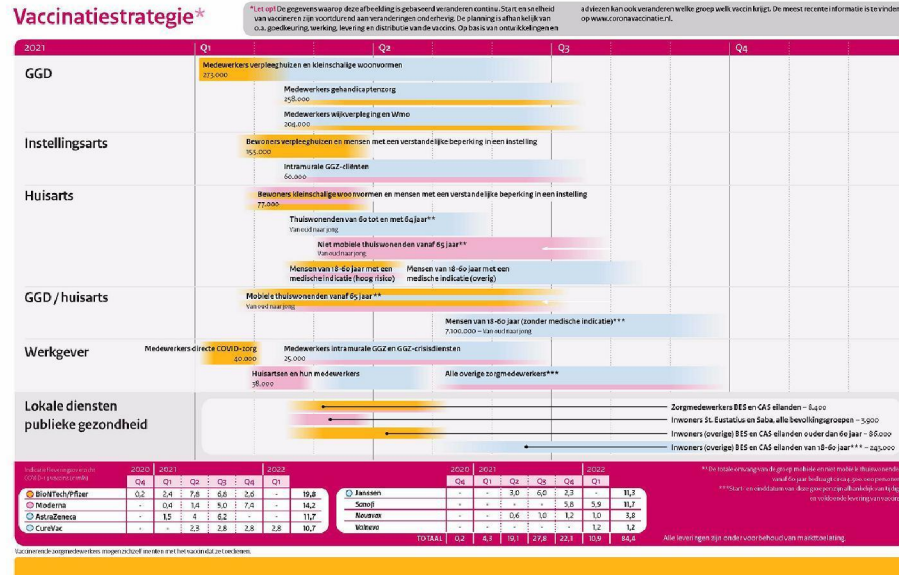 Vaccinatiestrategie*
*Let op! De gegevens waarop deze afbeelding is gebaseerd veranderen continu. Start en snelheid
van vaccineren zijn voortdurend aan veranderingen onderhevig. De planning is afhankelijk van
o.a. goedkeuring, werking, levering en distributie van de vaccins. Op basis van ontwikkelingen en
adviezen kan ook veranderen welke groep welk vaccin krijgt. De meest recente informatie is te vinden
op www.coronavaccinatie.nl.
2021 Q1 Q2 Q3 Q4
GGD
Medewerkers verpleeghuizen en kleinschalige woonvormen
273.000
Medewerkers gehandicaptenzorg
258.000
Medewerkers wijkverpleging en Wmo
204.000
Instellingsarts
Bewoners verpleeghuizen en mensen met een verstandelijke beperking in een instelling
155.000
Intramurale GGZ-cliënten
60.000
Huisarts
Bewoners kleinschalige woonvormen en mensen met een verstandelijke beperking in een instelling
77.000
Thuiswonenden van 60 tot en met 64 jaar**
Van oud naar jong
Niet mobiele thuiswonenden vanaf 65 jaar**
Van oud naar jong
Mensen van 18-60 jaar met een
medische indicatie (hoog risico)
Mensen van 18-60 jaar met een
medische indicatie (overig)
GGD / huisarts
Mobiele thuiswonenden vanaf 65 jaar**
Van oud naar jong
Mensen van 18-60 jaar (zonder medische indicatie)***
7.100.000 – Van oud naar jong
Werkgever
Medewerkers directe COVID-zorg
40.000
Medewerkers intramurale GGZ en GGZ-crisisdiensten
25.000
Huisartsen en hun medewerkers
38.000
Alle overige zorgmedewerkers***
Lokale diensten
publieke gezondheid
Zorgmedewerkers BES en CAS eilanden – 8.400
Inwoners St. Eustatius en Saba, alle bevolkingsgroepen – 3.900
Inwoners (overige) BES en CAS eilanden ouder dan 60 jaar – 86.000
Inwoners (overige) BES en CAS eilanden van 18-60 jaar*** – 243.000
2020 2021 2022
Q4 Q1 Q2 Q3 Q4 Q1
BioNTech/Pfizer 0,2 2,4 7,8 6,8 2,6 - 19,8
Moderna - 0,4 1,4 5,0 7,4 - 14,2
AstraZeneca - 1,5 4 6,2 - - 11,7
CureVac - - 2,3 2,8 2,8 2,8 10,7
2020 2021 2022
Q4 Q1 Q2 Q3 Q4 Q1
Janssen - - 3,0 6,0 2,3 - 11,3
Sanofi - - - - 5,8 5,9 11,7
Novavax - - 0,6 1,0 1,2 1,0 3,8
Valneva - - - - - 1,2 1,2
TOTAAL 0,2 4,3 19,1 27,8 22,1 10,9 84,4
Alle leveringen zijn onder voorbehoud van markttoelating.
Vaccinerende zorgmedewerkers mogen zichzelf enten met het vaccin dat ze toedienen.